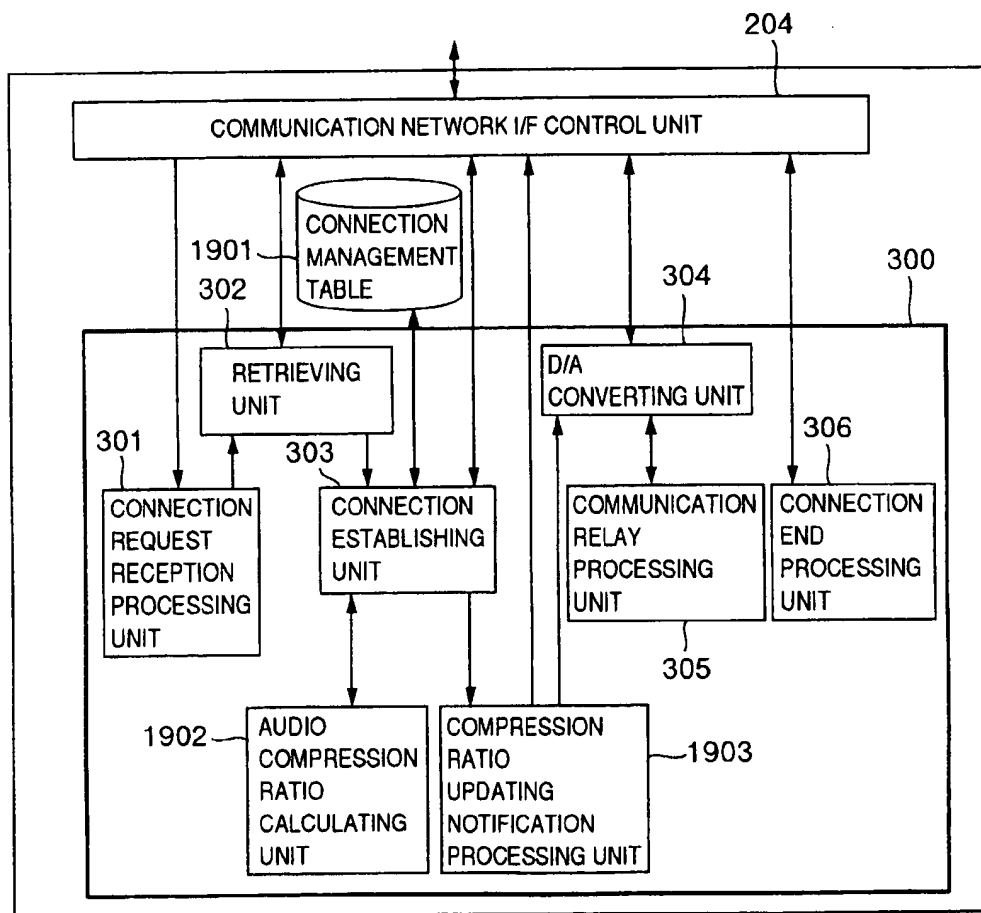 204
COMMUNICATION NETWORK I/F CONTROL UNIT
1901
CONNECTION
MANAGEMENT
TABLE
300
302
RETRIEVING
UNIT
304
D/A
CONVERTING UNIT
301
CONNECTION
REQUEST
RECEPTION
PROCESSING
UNIT
303
CONNECTION
ESTABLISHING
UNIT
COMMUNICATION
RELAY
PROCESSING
UNIT
305
306
CONNECTION
END
PROCESSING
UNIT
1902
AUDIO
COMPRESSION
RATIO
CALCULATING
UNIT
COMPRESSION
RATIO
UPDATING
NOTIFICATION
PROCESSING UNIT
1903